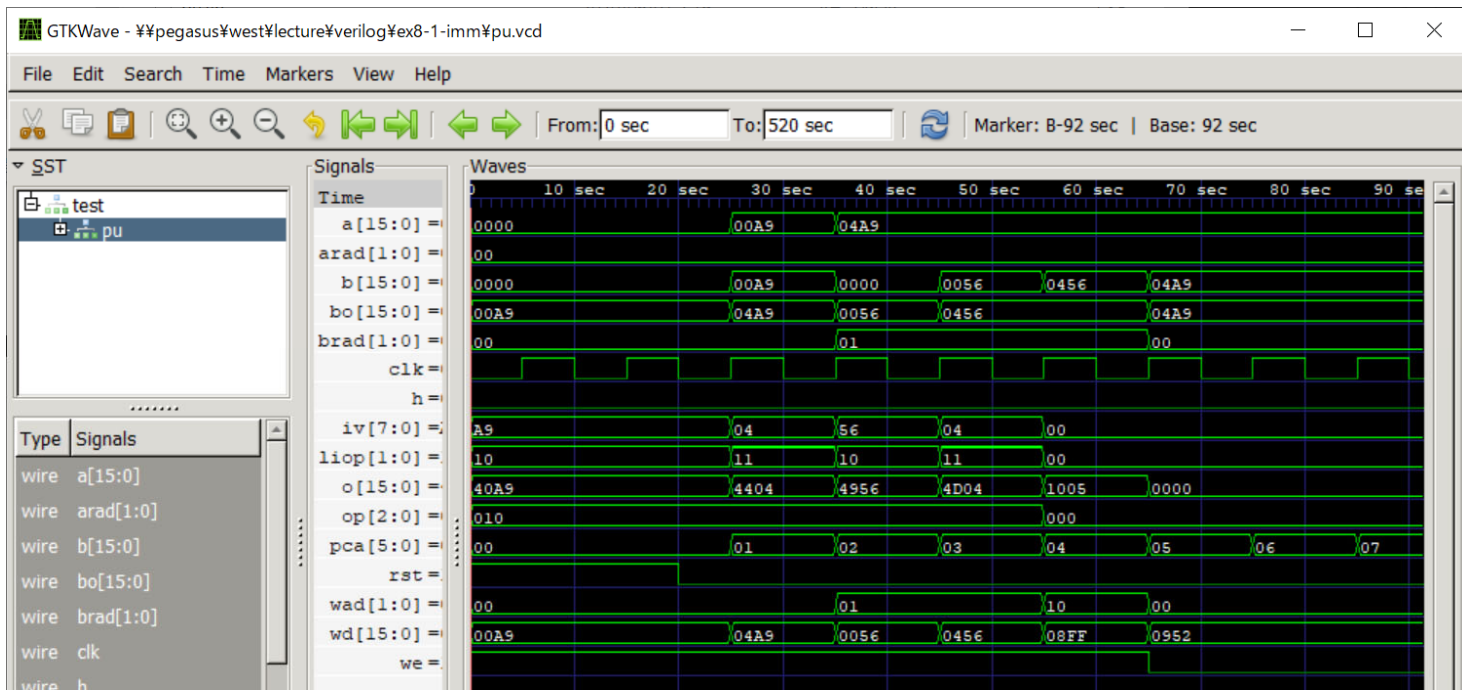 GTKWave - ¥¥pegasus¥west¥lecture¥verilog¥ex8-1-imm¥pu.vcd
File Edit Search Time Markers View Help
From: 0 sec To: 520 sec Marker: B-92 sec | Base: 92 sec
SST
test
pu
Type Signals
wire a[15:0]
wire arad[1:0]
wire b[15:0]
wire bo[15:0]
wire brad[1:0]
wire clk
wire h
Signals
Time
a[15:0] =
arad[1:0] =
b[15:0] =
bo[15:0] =
brad[1:0] =
clk =
h =
iv[7:0] =
liop[1:0] =
o[15:0] =
op[2:0] =
pca[5:0] =
rst =
wad[1:0] =
wd[15:0] =
we =
Waves
0 10 sec 20 sec 30 sec 40 sec 50 sec 60 sec 70 sec 80 sec 90 se
0000 00A9 04A9
00
0000 00A9 0000 0056 0456 04A9
00A9 04A9 0056 0456 04A9
00 01 00
A9 04 56 04 00
10 11 10 11 00
40A9 4404 4956 4D04 1005 0000
010 000
00 01 02 03 04 05 06 07
00 01 10 00
00A9 04A9 0056 0456 08FF 0952